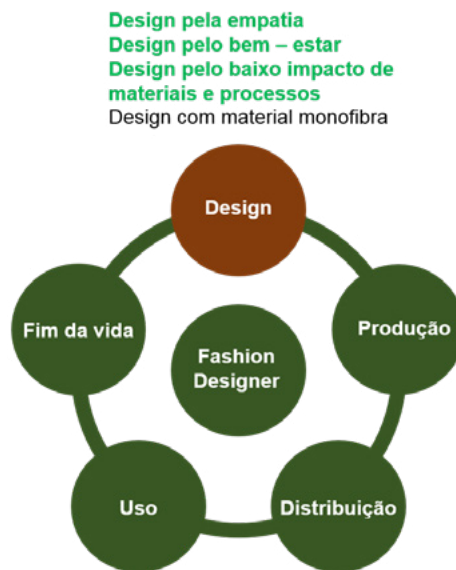 Design pela empatia
Design pelo bem – estar
Design pelo baixo impacto de
materiais e processos
Design com material monofibra
Design
Fim da vida
Produção
Fashion
Designer
Uso
Distribuição